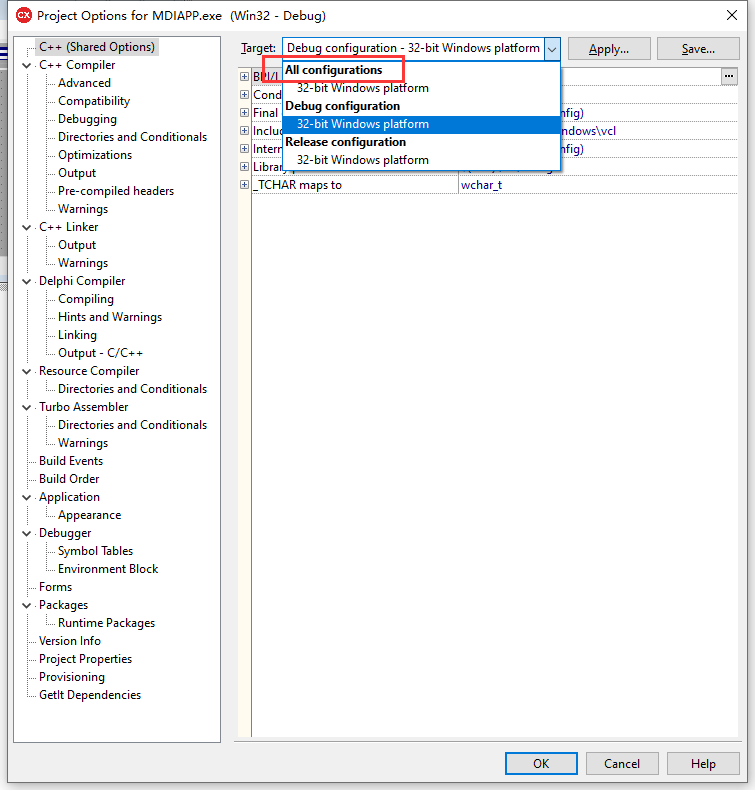 CX Project Options for MDIAPP.exe (Win32 - Debug)
C++ (Shared Options)
C++ Compiler
Advanced
Compatibility
Debugging
Directories and Conditionals
Optimizations
Output
Pre-compiled headers
Warnings
C++ Linker
Output
Warnings
Delphi Compiler
Compiling
Hints and Warnings
Linking
Output - C/C++
Resource Compiler
Directories and Conditionals
Turbo Assembler
Directories and Conditionals
Warnings
Build Events
Build Order
Application
Appearance
Debugger
Symbol Tables
Environment Block
Forms
Packages
Runtime Packages
Version Info
Project Properties
Provisioning
GetIt Dependencies
Target: Debug configuration - 32-bit Windows platform Apply... Save...
All configurations
32-bit Windows platform
Debug configuration
32-bit Windows platform
Release configuration
32-bit Windows platform
Cond
Final fig)
Inclu ndows\vcl
Intern fig)
Library
_TCHAR maps to wchar_t
OK Cancel Help